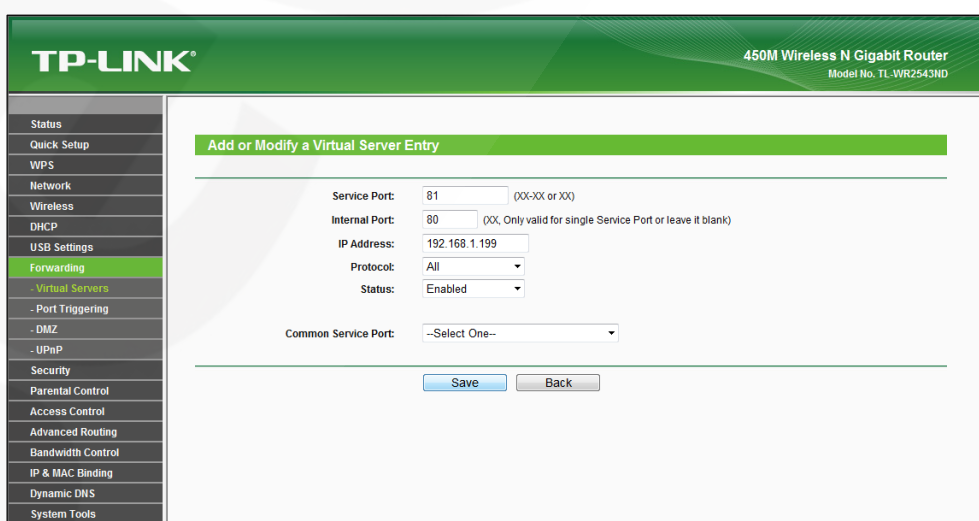 TP-LINK®
450M Wireless N Gigabit Router
Model No. TL-WR2543ND
Status
Quick Setup
WPS
Network
Wireless
DHCP
USB Settings
Forwarding
- Virtual Servers
- Port Triggering
- DMZ
- UPnP
Security
Parental Control
Access Control
Advanced Routing
Bandwidth Control
IP & MAC Binding
Dynamic DNS
System Tools
Add or Modify a Virtual Server Entry
Service Port: 81 (XX-XX or XX)
Internal Port: 80 (XX, Only valid for single Service Port or leave it blank)
IP Address: 192.168.1.199
Protocol: All
Status: Enabled
Common Service Port: --Select One--
Save Back